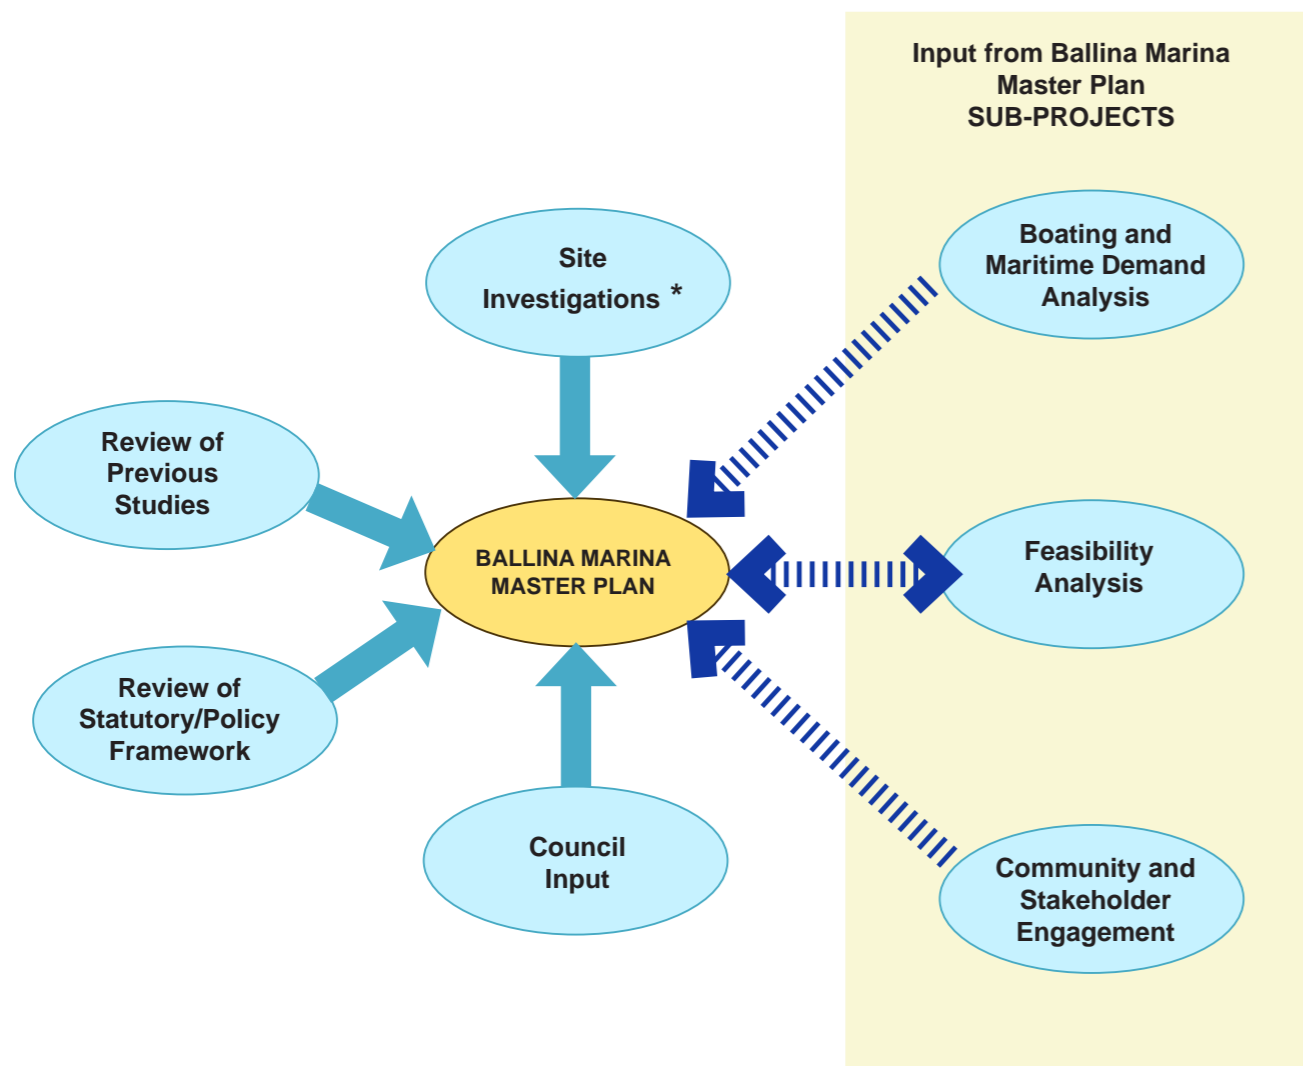 Input from Ballina Marina
Master Plan
SUB-PROJECTS
Boating and
Maritime Demand
Analysis
Site
Investigations *
Review of
Previous
Studies
BALLINA MARINA
MASTER PLAN
Feasibility
Analysis
Review of
Statutory/Policy
Framework
Council
Input
Community and
Stakeholder
Engagement